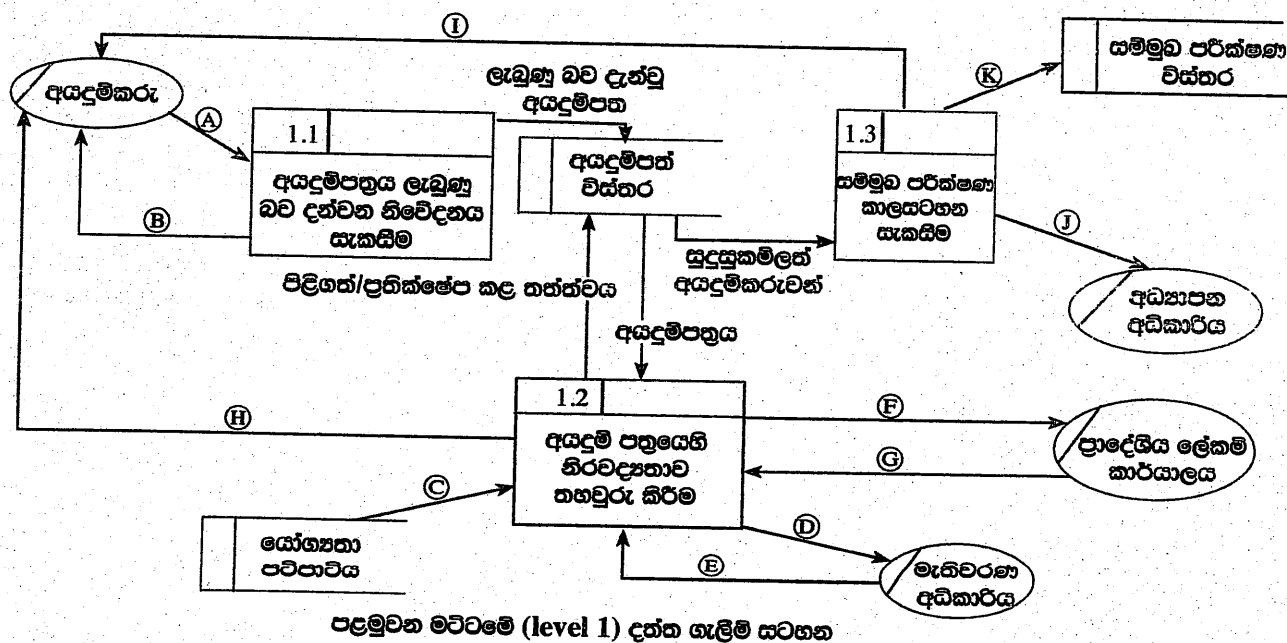 Ⓘ
Ⓚ
සම්මුඛ පරීක්ෂණ
විස්තර
අයදුම්කරු
Ⓐ
ලැබුණු බව දැන්වූ
අයදුම්පත
1.1
අයදුම්පත්‍රය ලැබුණු
බව දන්වන නිවේදනය
සැකසීම
Ⓑ
අයදුම්පත්
විස්තර
1.3
සම්මුඛ පරීක්ෂණ
කාලසටහන
සැකසීම
Ⓙ
සුදුසුකම්ලත්
අයදුම්කරුවන්
පිළිගත්/ප්‍රතික්ෂේප කළ තත්ත්වය
අධ්‍යාපන
අධිකාරිය
අයදුම්පත්‍රය
1.2
අයදුම් පත්‍රයෙහි
නිරවද්‍යතාව
තහවුරු කිරීම
Ⓗ
Ⓕ
ප්‍රාදේශීය ලේකම්
කාර්යාලය
Ⓖ
Ⓒ
යෝග්‍යතා
පටිපාටිය
Ⓓ
Ⓔ
මැතිවරණ
අධිකාරිය
පළමුවන මට්ටමේ (level 1) දත්ත ගැලීම් සටහන